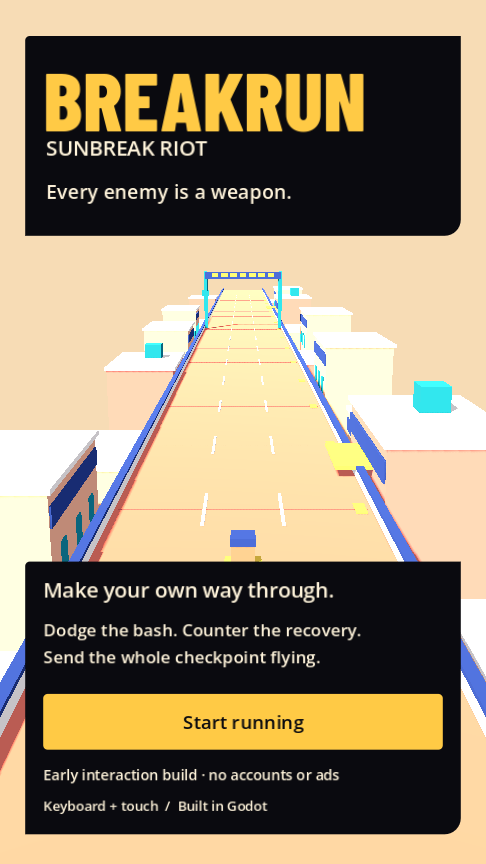 BREAKRUN
SUNBREAK RIOT
Every enemy is a weapon.
Make your own way through.
Dodge the bash. Counter the recovery.
Send the whole checkpoint flying.
Start running
Early interaction build · no accounts or ads
Keyboard + touch / Built in Godot